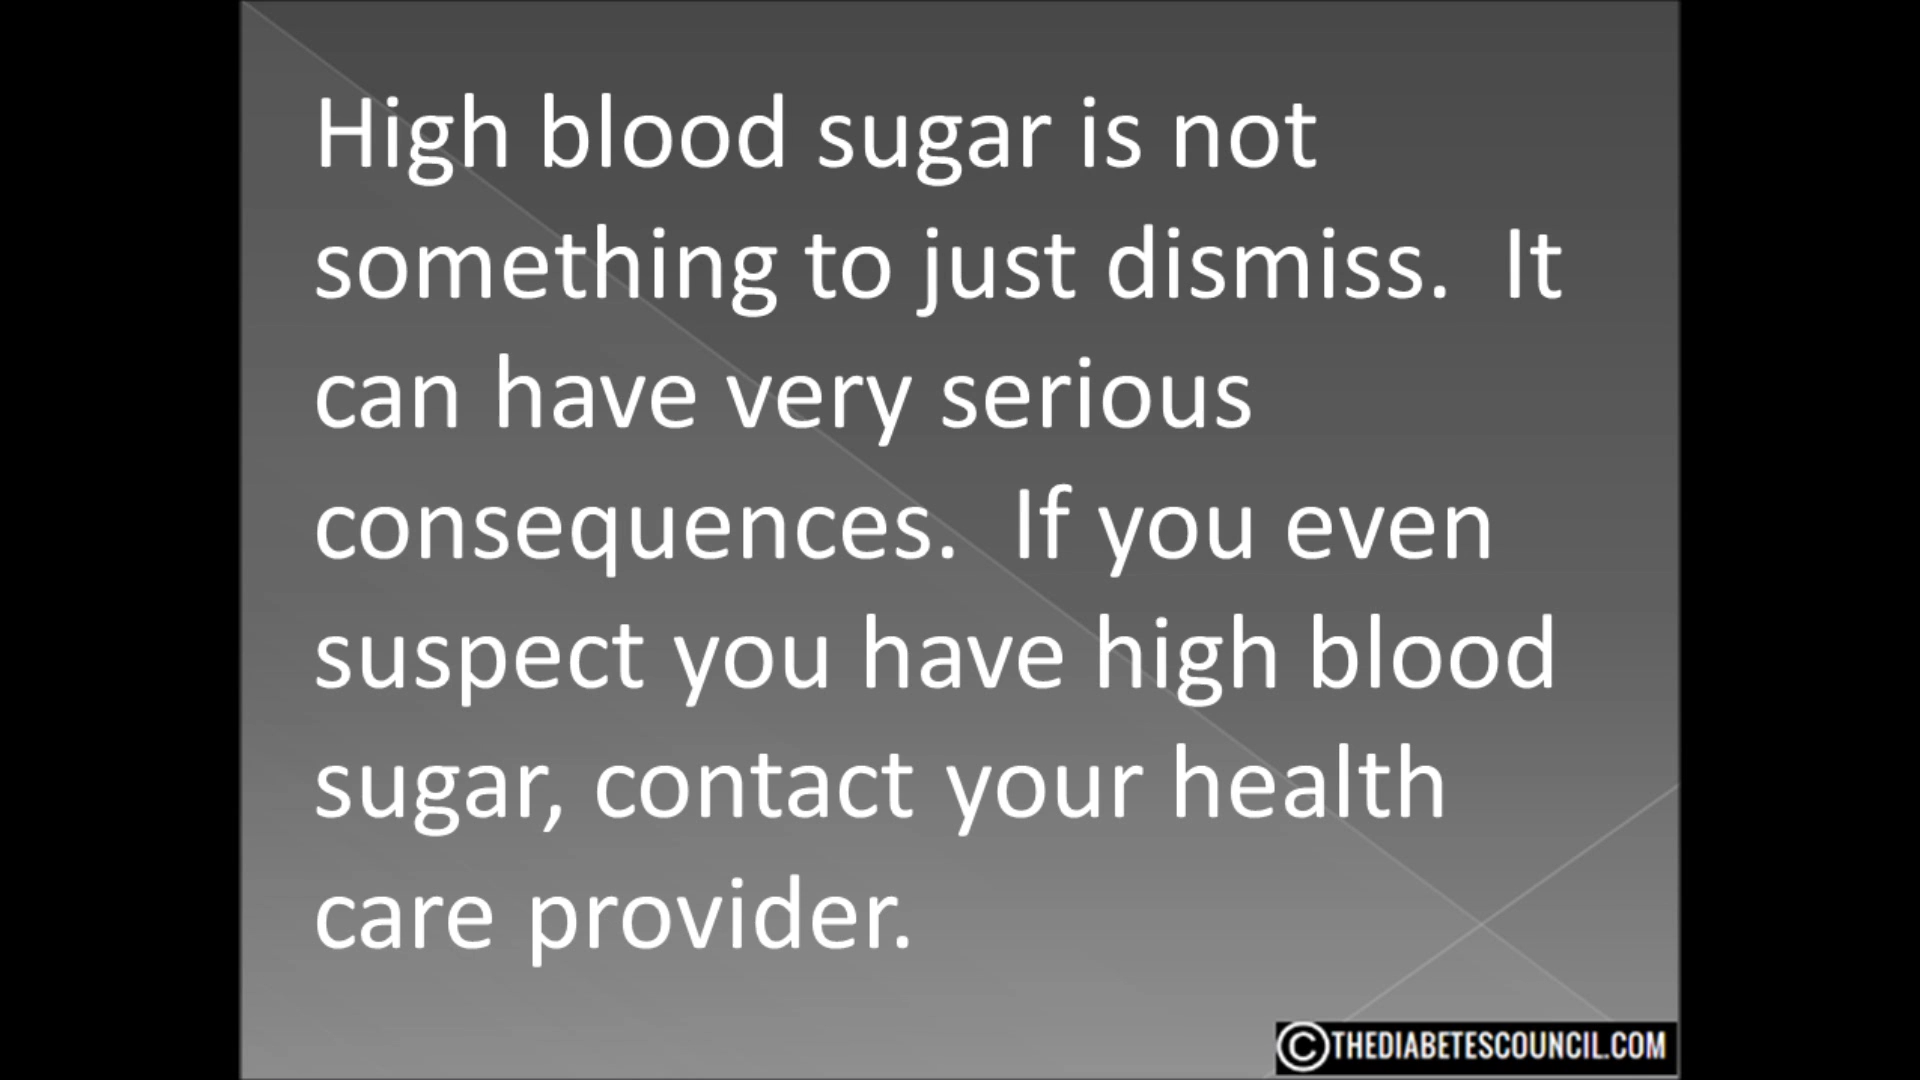 High blood sugar is not
something to just dismiss.  It
can have very serious
consequences.  If you even
suspect you have high blood
sugar, contact your health
care provider.
©THEDIABETESCOUNCIL.COM